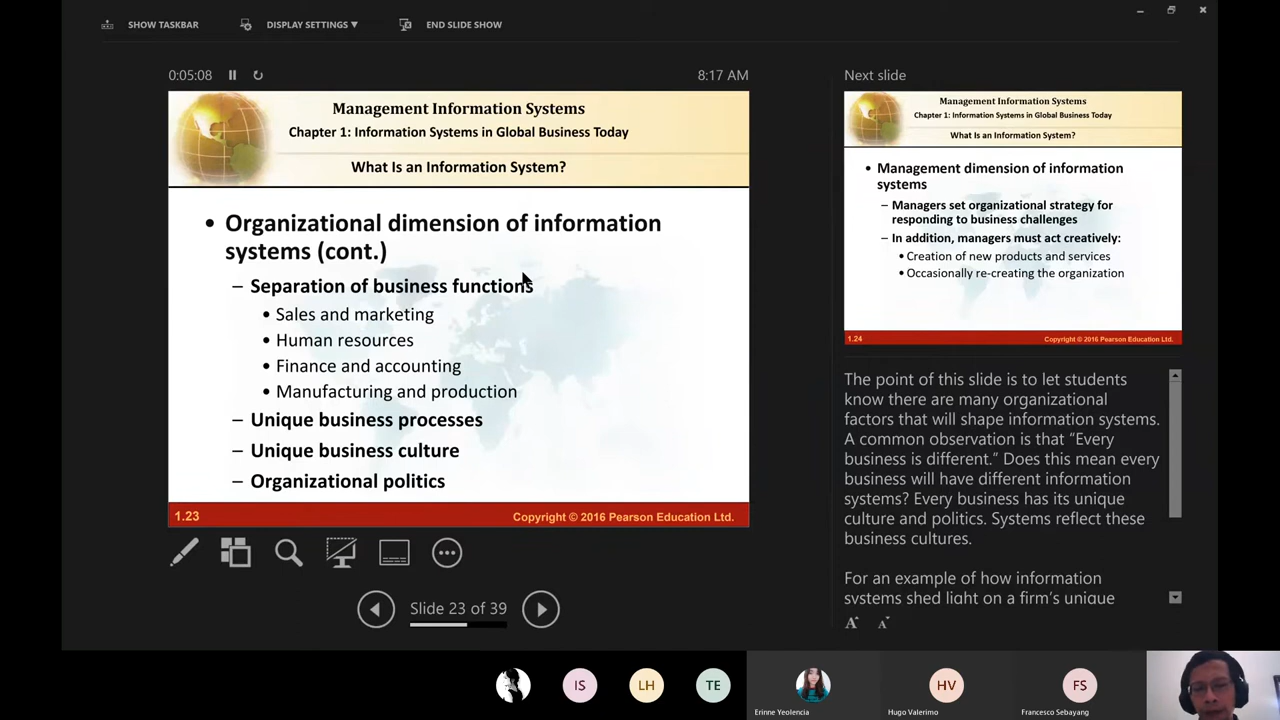 SHOW TASKBAR
DISPLAY SETTINGS ▼
END SLIDE SHOW
0:05:08
8:17 AM
Management Information Systems
Chapter 1: Information Systems in Global Business Today
What Is an Information System?
• Organizational dimension of information
systems (cont.)
– Separation of business functions
• Sales and marketing
• Human resources
• Finance and accounting
• Manufacturing and production
– Unique business processes
– Unique business culture
– Organizational politics
1.23
Copyright © 2016 Pearson Education Ltd.
Slide 23 of 39
Next slide
Management Information Systems
Chapter 1: Information Systems in Global Business Today
What Is an Information System?
• Management dimension of information
systems
– Managers set organizational strategy for
responding to business challenges
– In addition, managers must act creatively:
• Creation of new products and services
• Occasionally re-creating the organization
1.24
Copyright © 2016 Pearson Education Ltd.
The point of this slide is to let students
know there are many organizational
factors that will shape information systems.
A common observation is that “Every
business is different.” Does this mean every
business will have different information
systems? Every business has its unique
culture and politics. Systems reflect these
business cultures.
For an example of how information
systems shed light on a firm’s unique
A A
IS
LH
TE
Erinne Yeolencia
HV
Hugo Valerimo
FS
Francesco Sebayang